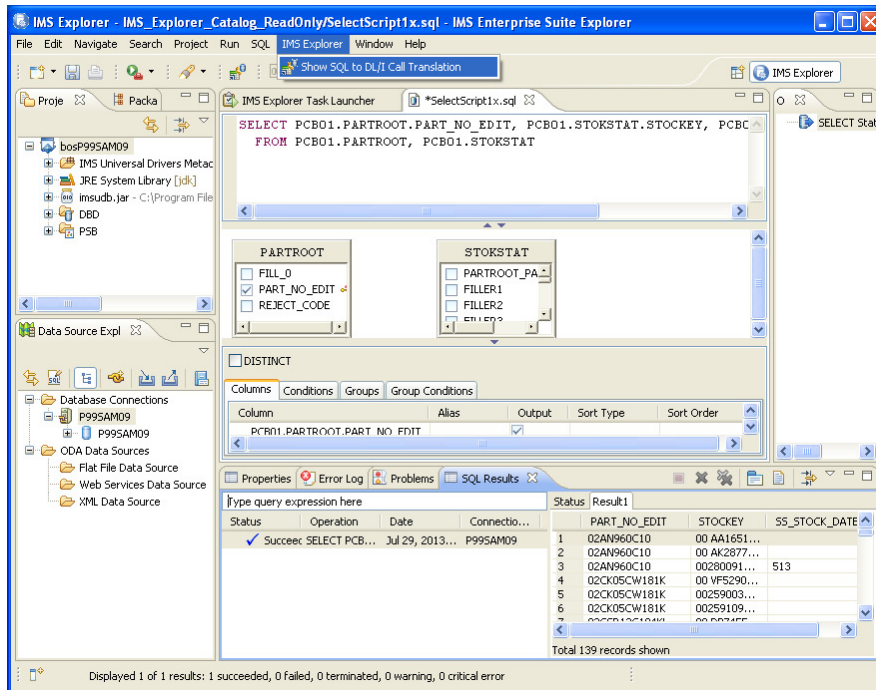 IMS Explorer - IMS_Explorer_Catalog_ReadOnly/SelectScript1x.sql - IMS Enterprise Suite Explorer
File Edit Navigate Search Project Run SQL IMS Explorer Window Help
Show SQL to DL/I Call Translation
IMS Explorer
Proje
Packa
bosP99SAM09
IMS Universal Drivers Metac
JRE System Library [jdk]
imsudb.jar - C:\Program File
DBD
PSB
IMS Explorer Task Launcher
*SelectScript1x.sql
SELECT PCB01.PARTROOT.PART_NO_EDIT, PCB01.STOKSTAT.STOCKEY, PCBO
FROM PCB01.PARTROOT, PCB01.STOKSTAT
O
SELECT Stat
PARTROOT
FILL_0
PART_NO_EDIT
REJECT_CODE
STOKSTAT
PARTROOT_PA
FILLER1
FILLER2
FILLER3
DISTINCT
Columns Conditions Groups Group Conditions
Column Alias Output Sort Type Sort Order
PCB01.PARTROOT.PART_NO_EDIT
Data Source Expl
Database Connections
P99SAM09
P99SAM09
ODA Data Sources
Flat File Data Source
Web Services Data Source
XML Data Source
Properties Error Log Problems SQL Results
Type query expression here
Status Operation Date Connectio...
Succeec SELECT PCB... Jul 29, 2013... P99SAM09
Status Result1
PART_NO_EDIT STOCKEY SS_STOCK_DATE
1 02AN960C10 00 AA1651...
2 02AN960C10 00 AK2877...
3 02AN960C10 00280091... 513
4 02CK05CW181K 00 VF5290...
5 02CK05CW181K 00259003...
6 02CK05CW181K 00259109...
Total 139 records shown
Displayed 1 of 1 results: 1 succeeded, 0 failed, 0 terminated, 0 warning, 0 critical error